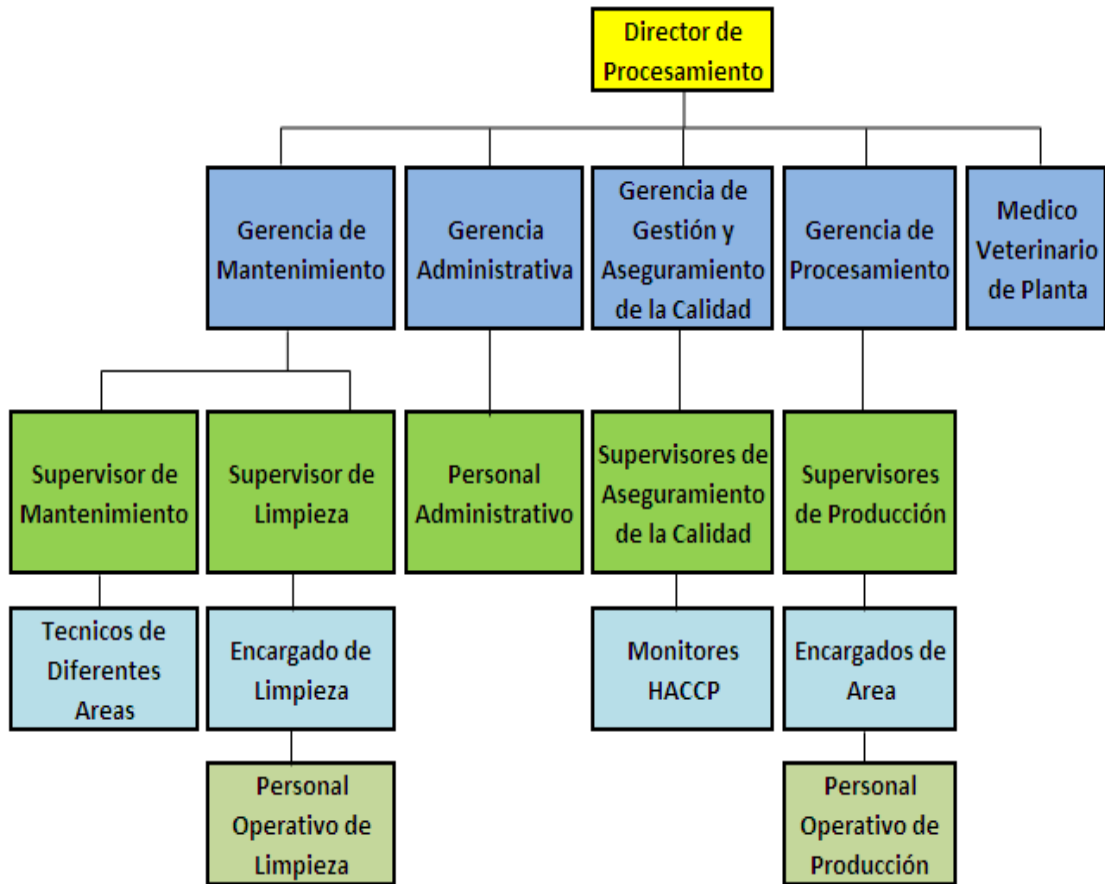 Director de
Procesamiento
Gerencia de
Mantenimiento
Gerencia
Administrativa
Gerencia de
Gestión y
Aseguramiento
de la Calidad
Gerencia de
Procesamiento
Medico
Veterinario
de Planta
Supervisor de
Mantenimiento
Supervisor de
Limpieza
Personal
Administrativo
Supervisores de
Aseguramiento
de la Calidad
Supervisores
de Producción
Tecnicos de
Diferentes
Areas
Encargado de
Limpieza
Monitores
HACCP
Encargados de
Area
Personal
Operativo de
Limpieza
Personal
Operativo de
Producción